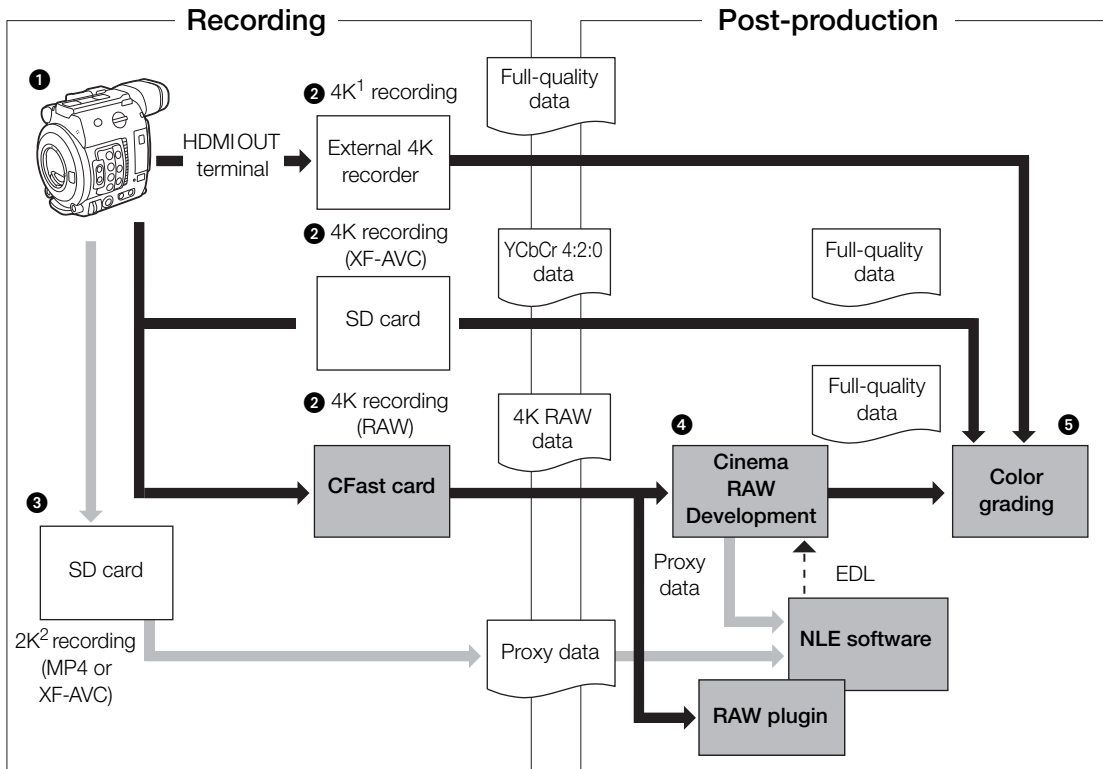 Recording
Post-production
❶
HDMI OUT
terminal
❷ 4K¹ recording
External 4K
recorder
Full-quality
data
❷ 4K recording
(XF-AVC)
SD card
YCbCr 4:2:0
data
Full-quality
data
❷ 4K recording
(RAW)
CFast card
4K RAW
data
❹
Cinema
RAW
Development
Full-quality
data
❺
Color
grading
❸
SD card
2K² recording
(MP4 or
XF-AVC)
Proxy data
Proxy
data
EDL
NLE software
RAW plugin